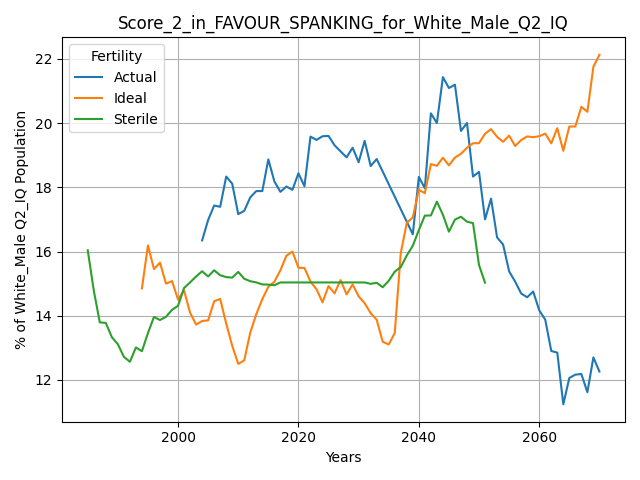 Score_2_in_FAVOUR_SPANKING_for_White_Male_Q2_IQ
Fertility
Actual
Ideal
Sterile
% of White_Male Q2_IQ Population
22
20
18
16
14
12
2000
2020
2040
2060
Years